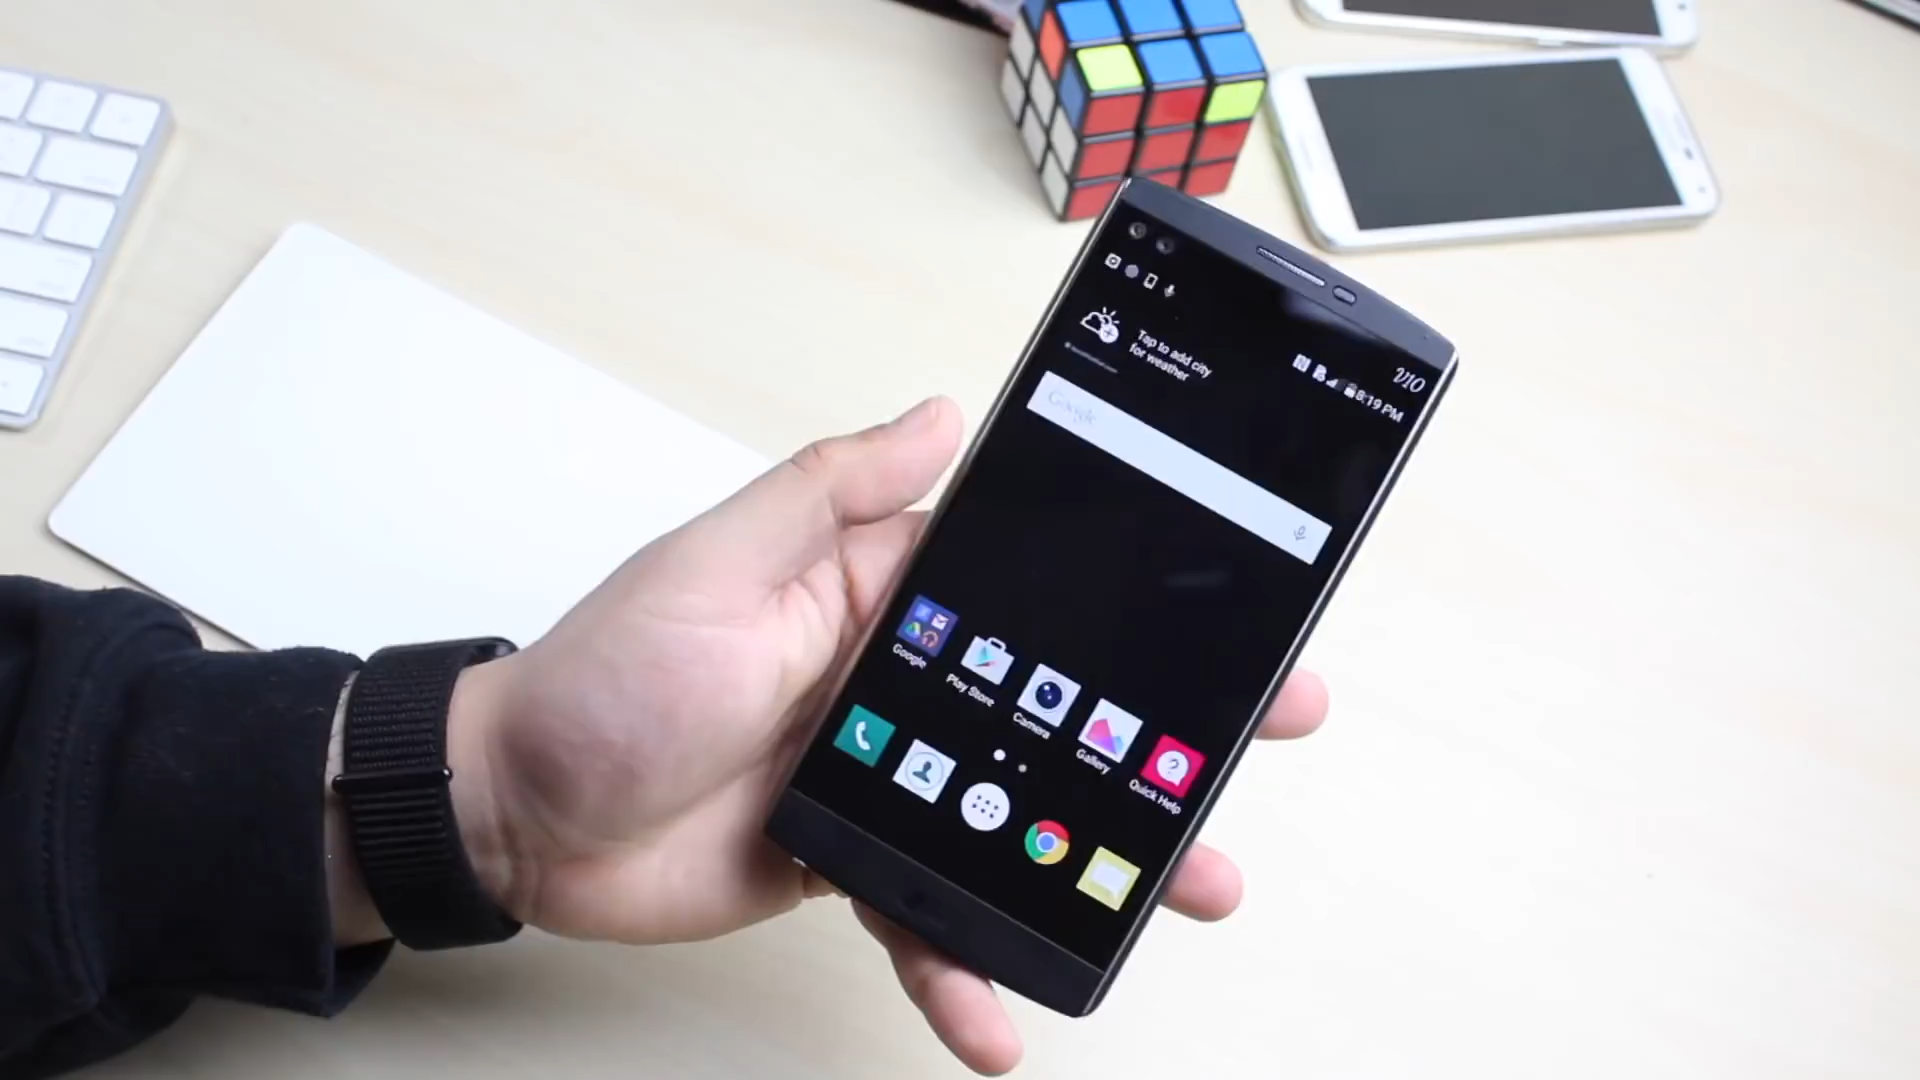 V10
8:19 PM
Tap to add city
for weather
Google
Google
Play Store
Camera
Gallery
Quick Help